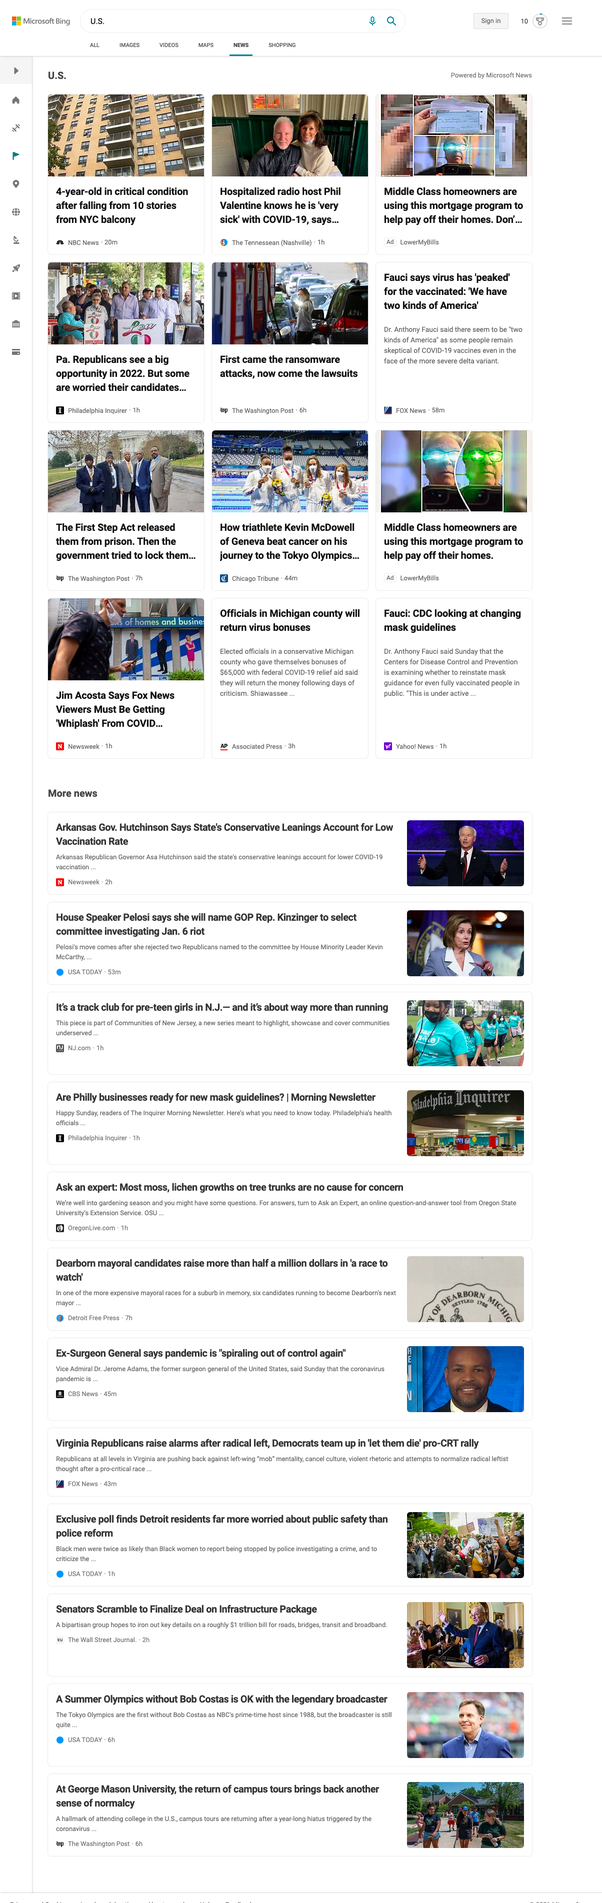 Microsoft Bing
U.S.
Sign in
10
ALL
IMAGES
VIDEOS
MAPS
NEWS
SHOPPING
U.S.
Powered by Microsoft News
4-year-old in critical condition
after falling from 10 stories
from NYC balcony
NBC News · 20m
Hospitalized radio host Phil
Valentine knows he is 'very
sick' with COVID-19, says...
The Tennessean (Nashville) · 1h
Middle Class homeowners are
using this mortgage program to
help pay off their homes. Don'...
Ad LowerMyBills
Pa. Republicans see a big
opportunity in 2022. But some
are worried their candidates...
Philadelphia Inquirer · 1h
First came the ransomware
attacks, now come the lawsuits
The Washington Post · 6h
Fauci says virus has 'peaked'
for the vaccinated: 'We have
two kinds of America'
Dr. Anthony Fauci said there seem to be "two
kinds of America" as some people remain
skeptical of COVID-19 vaccines even in the
face of the more severe delta variant.
FOX News · 58m
The First Step Act released
them from prison. Then the
government tried to lock them...
The Washington Post · 7h
How triathlete Kevin McDowell
of Geneva beat cancer on his
journey to the Tokyo Olympics...
Chicago Tribune · 44m
Middle Class homeowners are
using this mortgage program to
help pay off their homes.
Ad LowerMyBills
s of homes and busines
Jim Acosta Says Fox News
Viewers Must Be Getting
'Whiplash' From COVID...
Newsweek · 1h
Officials in Michigan county will
return virus bonuses
Elected officials in a conservative Michigan
county who gave themselves bonuses of
$65,000 with federal COVID-19 relief aid said
they will return the money following days of
criticism. Shiawassee ...
Associated Press · 3h
Fauci: CDC looking at changing
mask guidelines
Dr. Anthony Fauci said Sunday that the
Centers for Disease Control and Prevention
is examining whether to reinstate mask
guidance for even fully vaccinated people in
public. "This is under active ...
Yahoo! News · 1h
More news
Arkansas Gov. Hutchinson Says State's Conservative Leanings Account for Low
Vaccination Rate
Arkansas Republican Governor Asa Hutchinson said the state's conservative leanings account for lower COVID-19
vaccination ...
Newsweek · 2h
House Speaker Pelosi says she will name GOP Rep. Kinzinger to select
committee investigating Jan. 6 riot
Pelosi's move comes after she rejected two Republicans named to the committee by House Minority Leader Kevin
McCarthy, ...
USA TODAY · 53m
It's a track club for pre-teen girls in N.J.— and it's about way more than running
This piece is part of Communities of New Jersey, a new series meant to highlight, showcase and cover communities
underserved ...
NJ.com · 1h
Are Philly businesses ready for new mask guidelines? | Morning Newsletter
Happy Sunday, readers of The Inquirer Morning Newsletter. Here's what you need to know today. Philadelphia's health
officials ...
Philadelphia Inquirer · 1h
iladelphia Inquirer
Ask an expert: Most moss, lichen growths on tree trunks are no cause for concern
We're well into gardening season and you might have some questions. For answers, turn to Ask an Expert, an online question-and-answer tool from Oregon State
University's Extension Service. OSU ...
OregonLive.com · 1h
Dearborn mayoral candidates raise more than half a million dollars in 'a race to
watch'
In one of the more expensive mayoral races for a suburb in memory, six candidates running to become Dearborn's next
mayor ...
Detroit Free Press · 7h
Y OF DEARBORN MICHIG
SETTLED 1786
Ex-Surgeon General says pandemic is "spiraling out of control again"
Vice Admiral Dr. Jerome Adams, the former surgeon general of the United States, said Sunday that the coronavirus
pandemic is ...
CBS News · 45m
Virginia Republicans raise alarms after radical left, Democrats team up in 'let them die' pro-CRT rally
Republicans at all levels in Virginia are pushing back against left-wing "mob" mentality, cancel culture, violent rhetoric and attempts to normalize radical leftist
thought after a pro-critical race ...
FOX News · 43m
Exclusive poll finds Detroit residents far more worried about public safety than
police reform
Black men were twice as likely than Black women to report being stopped by police investigating a crime, and to
criticize the ...
USA TODAY · 1h
Senators Scramble to Finalize Deal on Infrastructure Package
A bipartisan group hopes to iron out key details on a roughly $1 trillion bill for roads, bridges, transit and broadband.
The Wall Street Journal. · 2h
A Summer Olympics without Bob Costas is OK with the legendary broadcaster
The Tokyo Olympics are the first without Bob Costas as NBC's prime-time host since 1988, but the broadcaster is still
quite ...
USA TODAY · 6h
At George Mason University, the return of campus tours brings back another
sense of normalcy
A hallmark of attending college in the U.S., campus tours are returning after a year-long hiatus triggered by the
coronavirus ...
The Washington Post · 6h